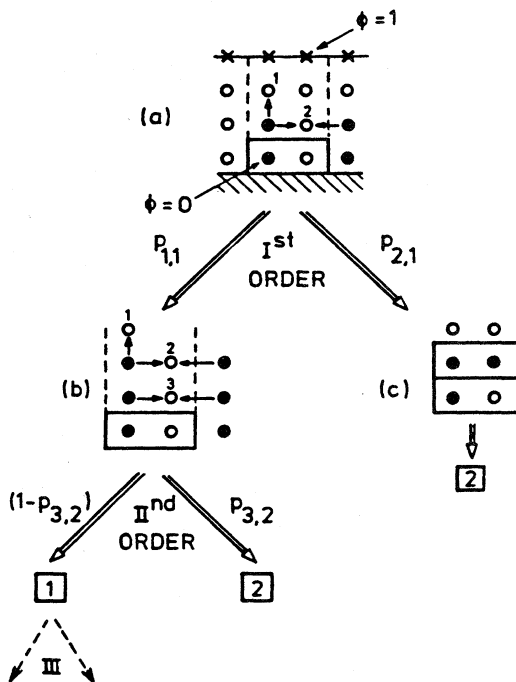 ϕ=1
1
(a)
2
ϕ=0
p1,1
Ist
p2,1
ORDER
1
2
(b)
3
(c)
2
(1-p3,2)
IInd
p3,2
ORDER
1
2
III